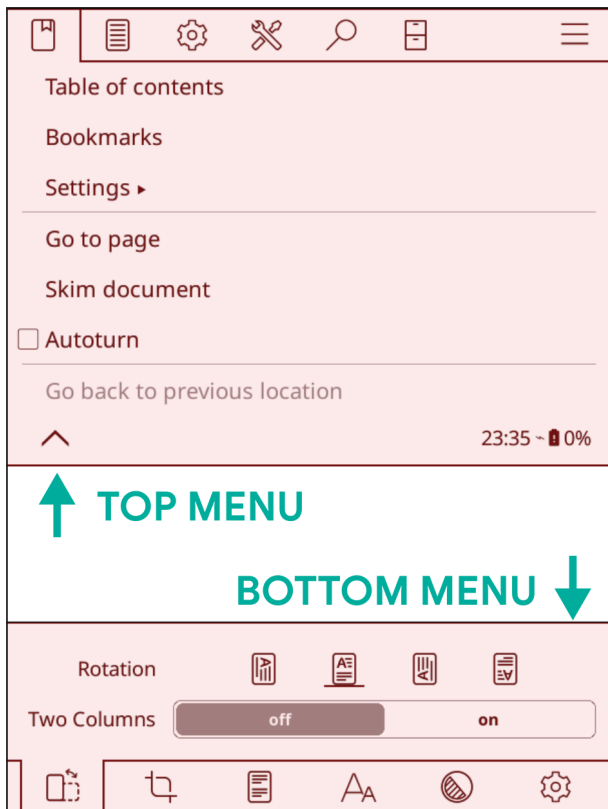 Table of contents
Bookmarks
Settings ▸
Go to page
Skim document
Autoturn
Go back to previous location
23:35 0%
TOP MENU
BOTTOM MENU
Rotation
Two Columns off on